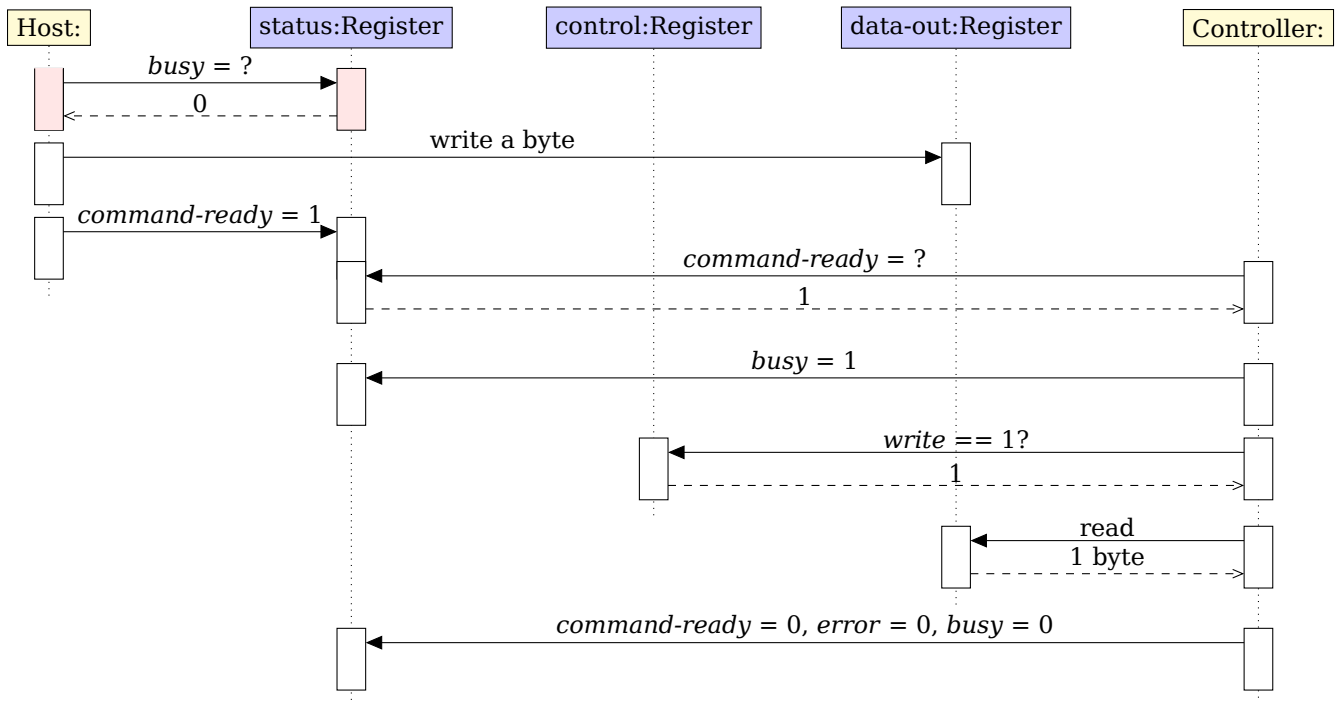 Host:
status:Register
control:Register
data-out:Register
Controller:
busy = ?
0
write a byte
command-ready = 1
command-ready = ?
1
busy = 1
write == 1?
1
read
1 byte
command-ready = 0, error = 0, busy = 0